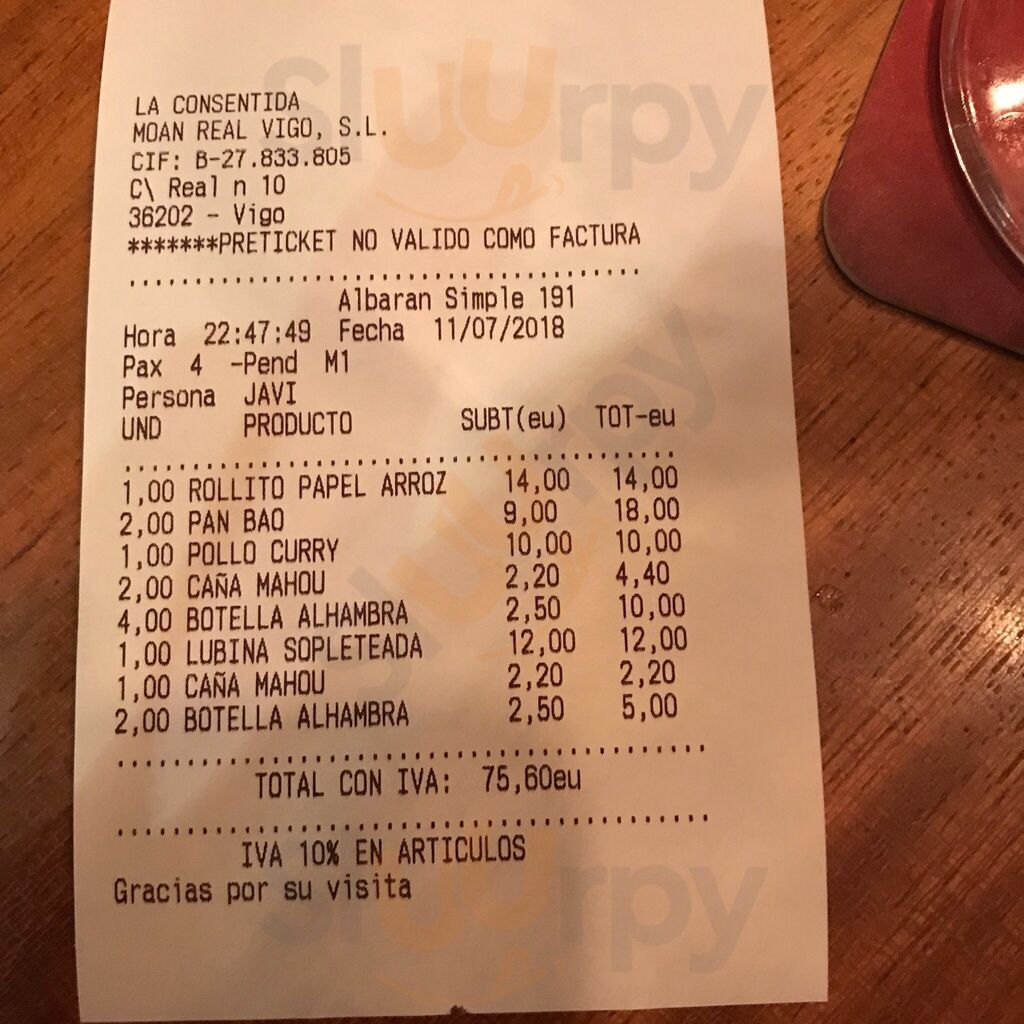 LA CONSENTIDA
MOAN REAL VIGO, S.L.
CIF: B-27.833.805
C\ Real n 10
36202 - Vigo
*******PRETICKET NO VALIDO COMO FACTURA
Albaran Simple 191
Hora 22:47:49 Fecha 11/07/2018
Pax 4 -Pend M1
Persona JAVI
UND PRODUCTO SUBT(eu) TOT-eu
1,00 ROLLITO PAPEL ARROZ 14,00 14,00
2,00 PAN BAO 9,00 18,00
1,00 POLLO CURRY 10,00 10,00
2,00 CAÑA MAHOU 2,20 4,40
4,00 BOTELLA ALHAMBRA 2,50 10,00
1,00 LUBINA SOPLETEADA 12,00 12,00
1,00 CAÑA MAHOU 2,20 2,20
2,00 BOTELLA ALHAMBRA 2,50 5,00
TOTAL CON IVA: 75,60eu
IVA 10% EN ARTICULOS
Gracias por su visita
Sluurpy
Sluurpy
Sluurpy